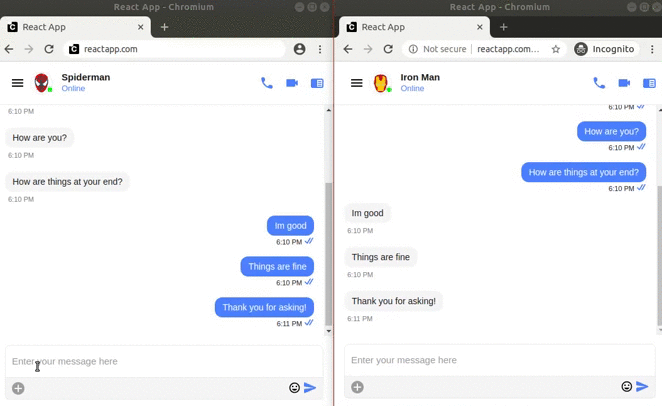 React App - Chromium
React App
reactapp.com
Spiderman
Online
6:10 PM
How are you?
6:10 PM
How are things at your end?
6:10 PM
Im good
6:10 PM
Things are fine
6:10 PM
Thank you for asking!
6:11 PM
Enter your message here
React App - Chromium
React App
Not secure | reactapp.com... Incognito
Iron Man
Online
6:10 PM
How are you?
6:10 PM
How are things at your end?
6:10 PM
Im good
6:10 PM
Things are fine
6:10 PM
Thank you for asking!
6:11 PM
Enter your message here